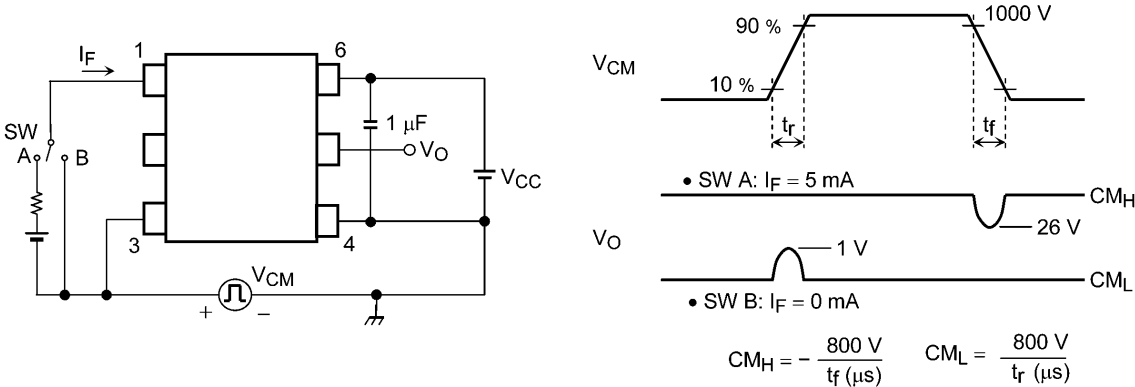 1
I_F
6
SW
A
B
1 μF
V_O
V_CC
3
4
V_CM
+
−
V_CM
90 %
10 %
1000 V
t_r
t_f
• SW A: I_F = 5 mA
CM_H
V_O
26 V
1 V
CM_L
• SW B: I_F = 0 mA
CM_H = − 800 V / t_f (μs)
CM_L = 800 V / t_r (μs)